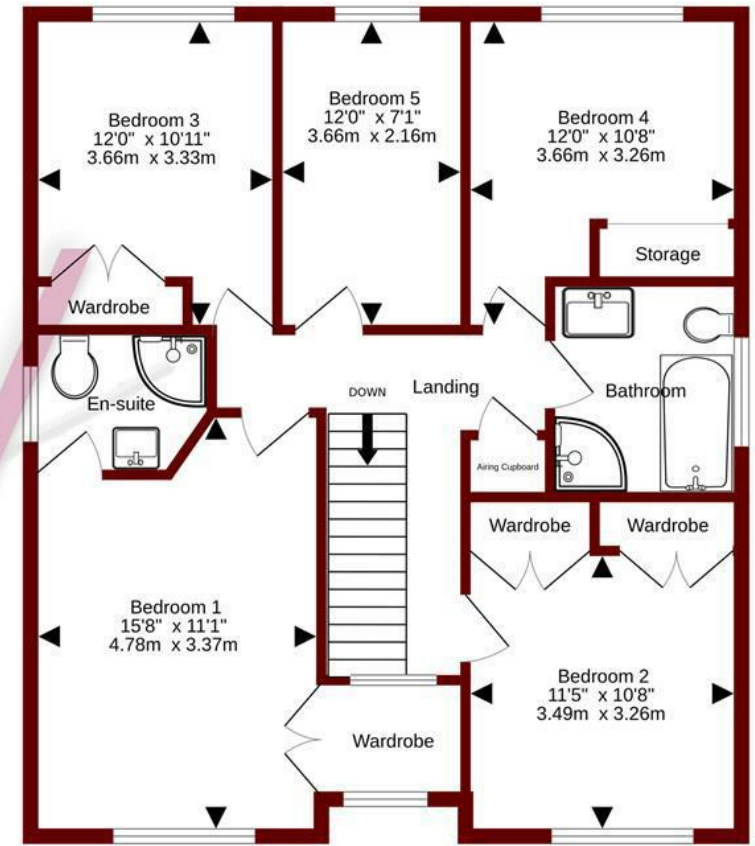 Bedroom 3
12'0" x 10'11"
3.66m x 3.33m
Bedroom 5
12'0" x 7'1"
3.66m x 2.16m
Bedroom 4
12'0" x 10'8"
3.66m x 3.26m
Storage
Wardrobe
En-suite
DOWN
Landing
Bathroom
Airing Cupboard
Wardrobe
Wardrobe
Bedroom 1
15'8" x 11'1"
4.78m x 3.37m
Bedroom 2
11'5" x 10'8"
3.49m x 3.26m
Wardrobe